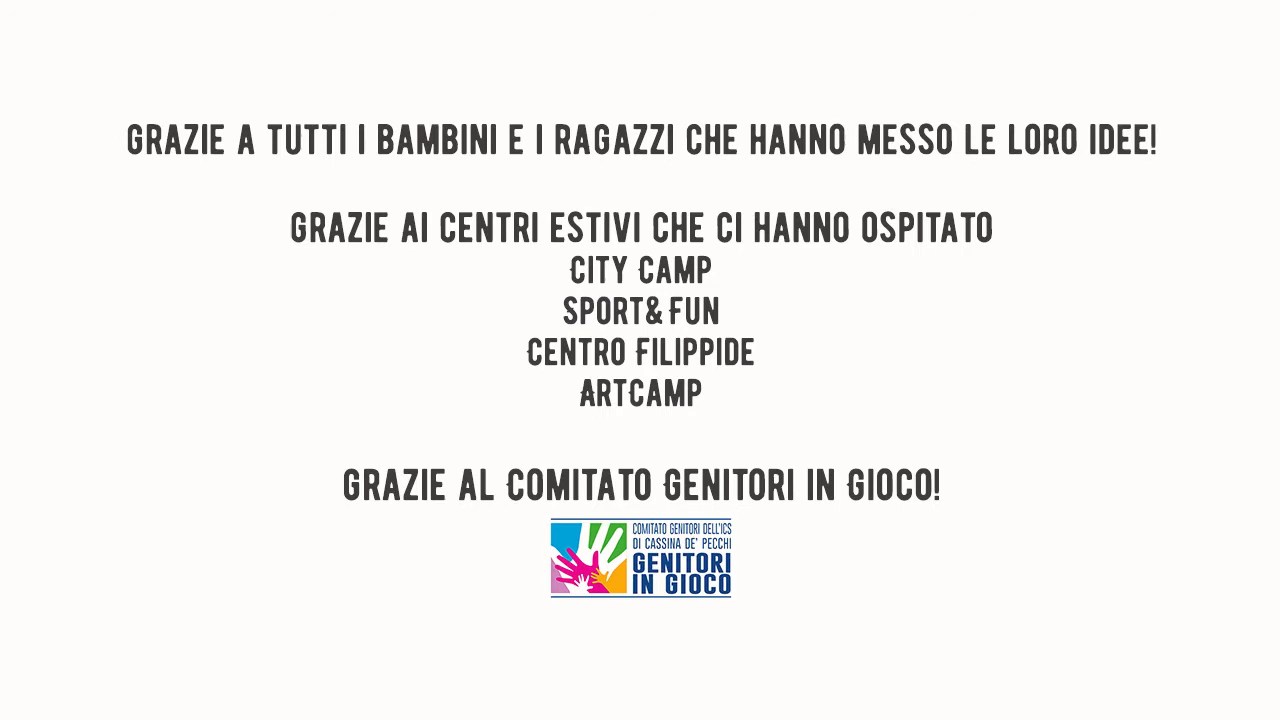 GRAZIE A TUTTI I BAMBINI E I RAGAZZI CHE HANNO MESSO LE LORO IDEE!
GRAZIE AI CENTRI ESTIVI CHE CI HANNO OSPITATO
CITY CAMP
SPORT&FUN
CENTRO FILIPPIDE
ARTCAMP
GRAZIE AL COMITATO GENITORI IN GIOCO!
COMITATO GENITORI DELL'ICS
DI CASSINA DE' PECCHI
GENITORI
IN GIOCO